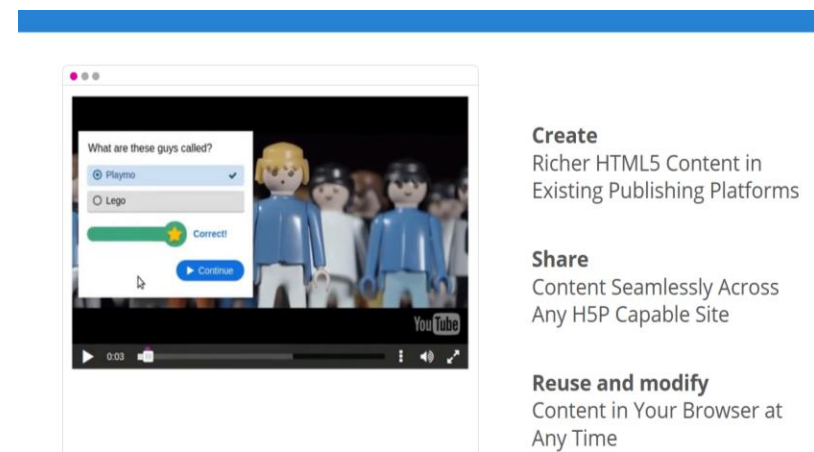 What are these guys called?
Playmo
Lego
Correct!
Continue
YouTube
0:03
Create
Richer HTML5 Content in
Existing Publishing Platforms
Share
Content Seamlessly Across
Any H5P Capable Site
Reuse and modify
Content in Your Browser at
Any Time